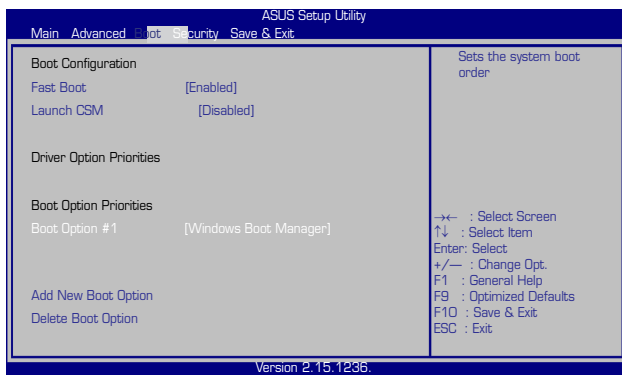 ASUS Setup Utility
Main Advanced Boot Security Save & Exit
Boot Configuration
Fast Boot [Enabled]
Launch CSM [Disabled]
Driver Option Priorities
Boot Option Priorities
Boot Option #1 [Windows Boot Manager]
Add New Boot Option
Delete Boot Option
Sets the system boot
order
→← : Select Screen
↑↓ : Select Item
Enter: Select
+/— : Change Opt.
F1 : General Help
F9 : Optimized Defaults
F10 : Save & Exit
ESC : Exit
Version 2.15.1236.